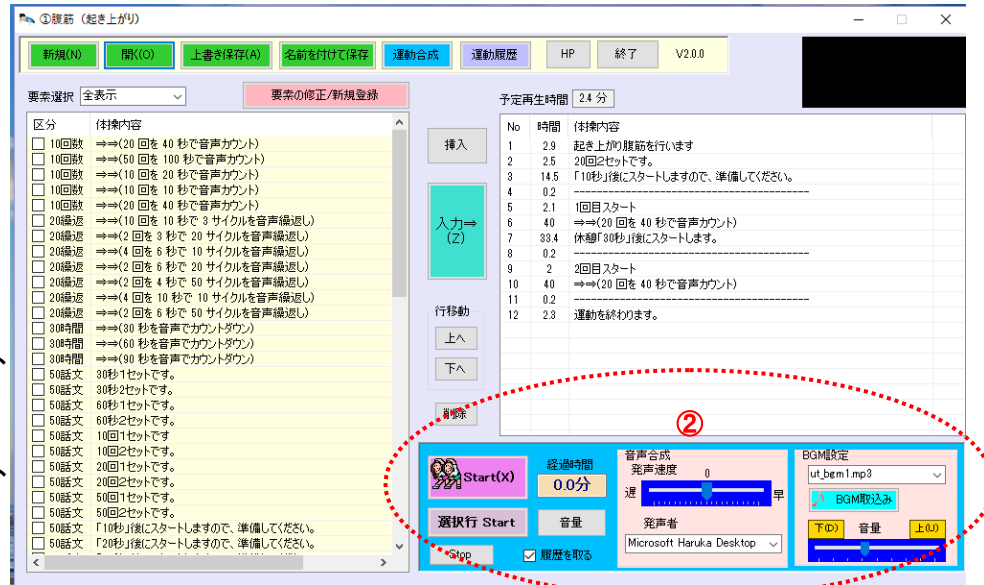 ①腹筋（起き上がり）
新規(N) 開く(O) 上書き保存(A) 名前を付けて保存 運動合成 運動履歴 HP 終了 V2.0.0
要素選択 全表示 要素の修正/新規登録
区分 体操内容
10回数 ⇒⇒(20 回を 40 秒で音声カウント)
10回数 ⇒⇒(50 回を 100 秒で音声カウント)
10回数 ⇒⇒(10 回を 20 秒で音声カウント)
10回数 ⇒⇒(10 回を 10 秒で音声カウント)
10回数 ⇒⇒(20 回を 40 秒で音声カウント)
20繰返 ⇒⇒(10 回を 10 秒で 3 サイクルを音声繰返し)
20繰返 ⇒⇒(2 回を 3 秒で 20 サイクルを音声繰返し)
20繰返 ⇒⇒(4 回を 6 秒で 10 サイクルを音声繰返し)
20繰返 ⇒⇒(2 回を 6 秒で 20 サイクルを音声繰返し)
20繰返 ⇒⇒(2 回を 4 秒で 50 サイクルを音声繰返し)
20繰返 ⇒⇒(4 回を 10 秒で 10 サイクルを音声繰返し)
20繰返 ⇒⇒(2 回を 6 秒で 50 サイクルを音声繰返し)
30時間 ⇒⇒(30 秒を音声でカウントダウン)
30時間 ⇒⇒(60 秒を音声でカウントダウン)
30時間 ⇒⇒(90 秒を音声でカウントダウン)
50話文 30秒1セットです。
50話文 30秒2セットです。
50話文 60秒1セットです。
50話文 60秒2セットです。
50話文 10回1セットです
50話文 10回2セットです。
50話文 20回1セットです。
50話文 20回2セットです。
50話文 50回1セットです。
50話文 50回2セットです。
50話文 「10秒」後にスタートしますので、準備してください。
50話文 「20秒」後にスタートしますので、準備してください。
挿入
入力⇒
(Z)
行移動
上へ
下へ
削除
予定再生時間 2.4 分
No 時間 体操内容
1 2.9 起き上がり腹筋を行います
2 2.5 20回2セットです。
3 14.5 「10秒」後にスタートしますので、準備してください。
4 0.2 ----------------------------------------
5 2.1 1回目スタート
6 40 ⇒⇒(20 回を 40 秒で音声カウント)
7 33.4 休憩「30秒」後にスタートします。
8 0.2 ----------------------------------------
9 2 2回目スタート
10 40 ⇒⇒(20 回を 40 秒で音声カウント)
11 0.2 ----------------------------------------
12 2.3 運動を終わります。
②
Start(X)
経過時間
0.0分
選択行 Start
音量
Stop
履歴を取る
音声合成
発声速度 0
遅 早
発声者
Microsoft Haruka Desktop
BGM設定
ut_bgm1.mp3
BGM取込み
下(D) 音量 上(U)